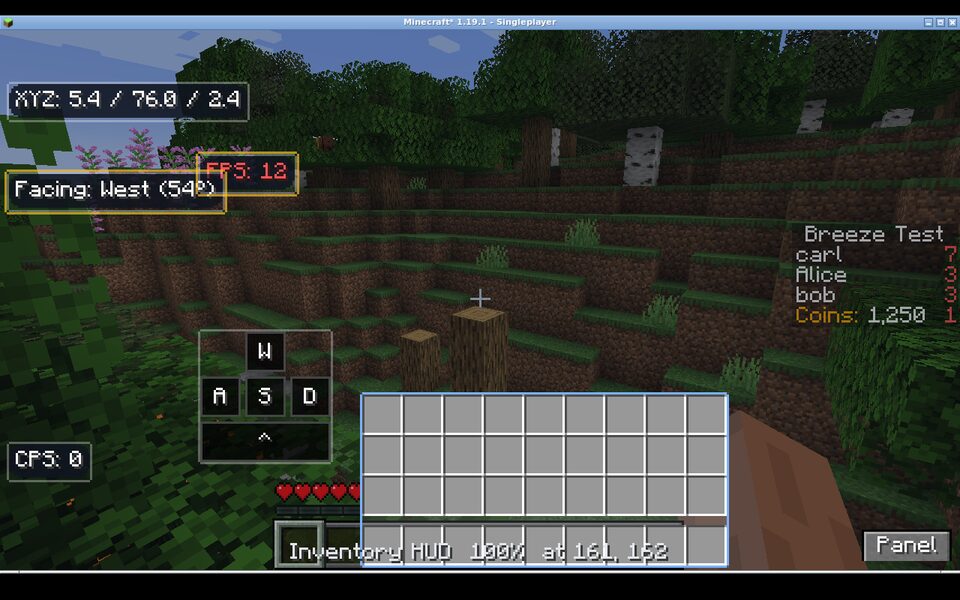 Minecraft* 1.19.1 - Singleplayer
XYZ: 5.4 / 76.0 / 2.4
FPS: 12
Facing: West (54°)
Breeze Test
carl 7
Alice 3
bob 3
Coins: 1,250 1
W
A S D
^
CPS: 0
Inventory HUD 100% at 161, 152
Panel